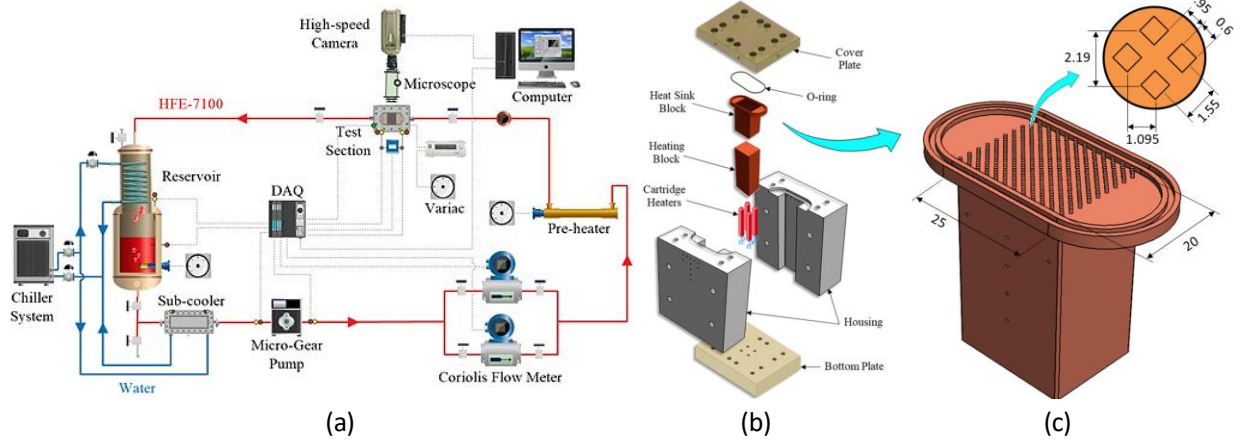 High-speed
Camera
Microscope
Computer
HFE-7100
Test
Section
Reservoir
DAQ
Variac
Pre-heater
Chiller
System
Sub-cooler
Micro-Gear
Pump
Coriolis Flow Meter
Water
(a)
Cover
Plate
O-ring
Heat Sink
Block
Heating
Block
Cartridge
Heaters
Housing
Bottom Plate
(b)
0.6
2.19
1.55
1.095
25
20
(c)